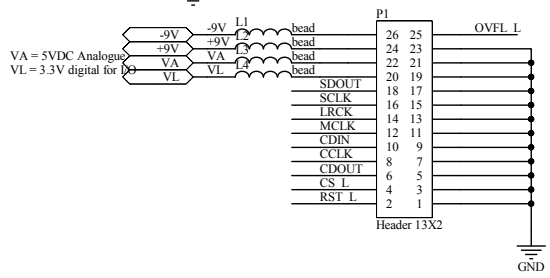 P1
-9V -9V L1 bead 26 25 OVFL_L
+9V +9V L2 bead 24 23
VA = 5VDC Analogue VA VA L3 bead 22 21
VL = 3.3V digital for I/O VL VL L4 bead 20 19
SDOUT 18 17
SCLK 16 15
LRCK 14 13
MCLK 12 11
CDIN 10 9
CCLK 8 7
CDOUT 6 5
CS_L 4 3
RST_L 2 1
Header 13X2
GND